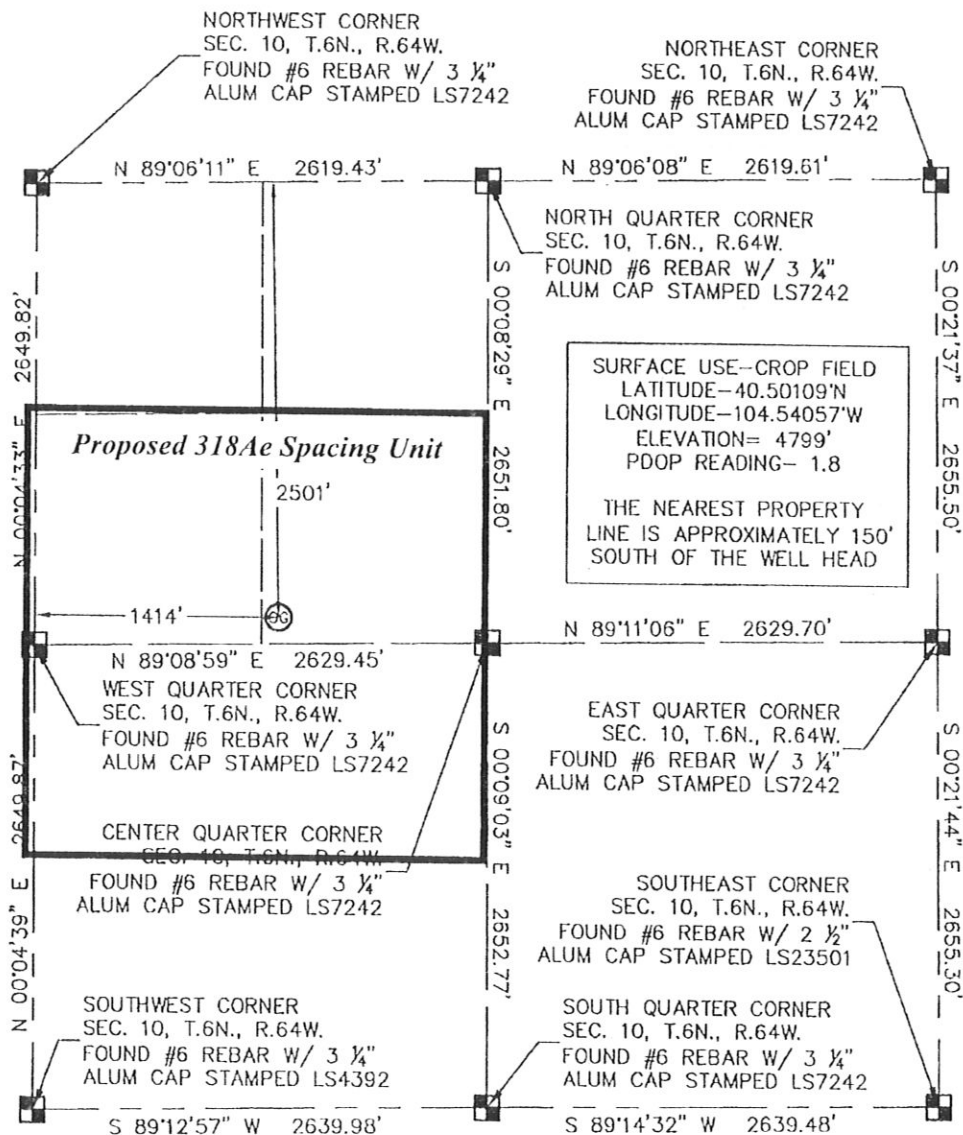 NORTHWEST CORNER
SEC. 10, T.6N., R.64W.
FOUND #6 REBAR W/ 3 ¼"
ALUM CAP STAMPED LS7242
NORTHEAST CORNER
SEC. 10, T.6N., R.64W.
FOUND #6 REBAR W/ 3 ¼"
ALUM CAP STAMPED LS7242
N 89°06'11" E 2619.43'
N 89°06'08" E 2619.61'
NORTH QUARTER CORNER
SEC. 10, T.6N., R.64W.
FOUND #6 REBAR W/ 3 ¼"
ALUM CAP STAMPED LS7242
N 00°04'33" E 2649.82'
S 00°08'29" E 2651.80'
S 00°21'37" E 2655.50'
SURFACE USE-CROP FIELD
LATITUDE-40.50109°N
LONGITUDE-104.54057°W
ELEVATION= 4799'
PDOP READING- 1.8
THE NEAREST PROPERTY
LINE IS APPROXIMATELY 150'
SOUTH OF THE WELL HEAD
Proposed 318Ae Spacing Unit
2501'
1414'
OG
N 89°08'59" E 2629.45'
N 89°11'06" E 2629.70'
WEST QUARTER CORNER
SEC. 10, T.6N., R.64W.
FOUND #6 REBAR W/ 3 ¼"
ALUM CAP STAMPED LS7242
EAST QUARTER CORNER
SEC. 10, T.6N., R.64W.
FOUND #6 REBAR W/ 3 ¼"
ALUM CAP STAMPED LS7242
N 00°04'39" E 2649.87'
S 00°09'03" E 2652.77'
S 00°21'44" E 2655.30'
CENTER QUARTER CORNER
SEC. 10, T.6N., R.64W.
FOUND #6 REBAR W/ 3 ¼"
ALUM CAP STAMPED LS7242
SOUTHEAST CORNER
SEC. 10, T.6N., R.64W.
FOUND #6 REBAR W/ 2 ½"
ALUM CAP STAMPED LS23501
SOUTHWEST CORNER
SEC. 10, T.6N., R.64W.
FOUND #6 REBAR W/ 3 ¼"
ALUM CAP STAMPED LS4392
SOUTH QUARTER CORNER
SEC. 10, T.6N., R.64W.
FOUND #6 REBAR W/ 3 ¼"
ALUM CAP STAMPED LS7242
S 89°12'57" W 2639.98'
S 89°14'32" W 2639.48'